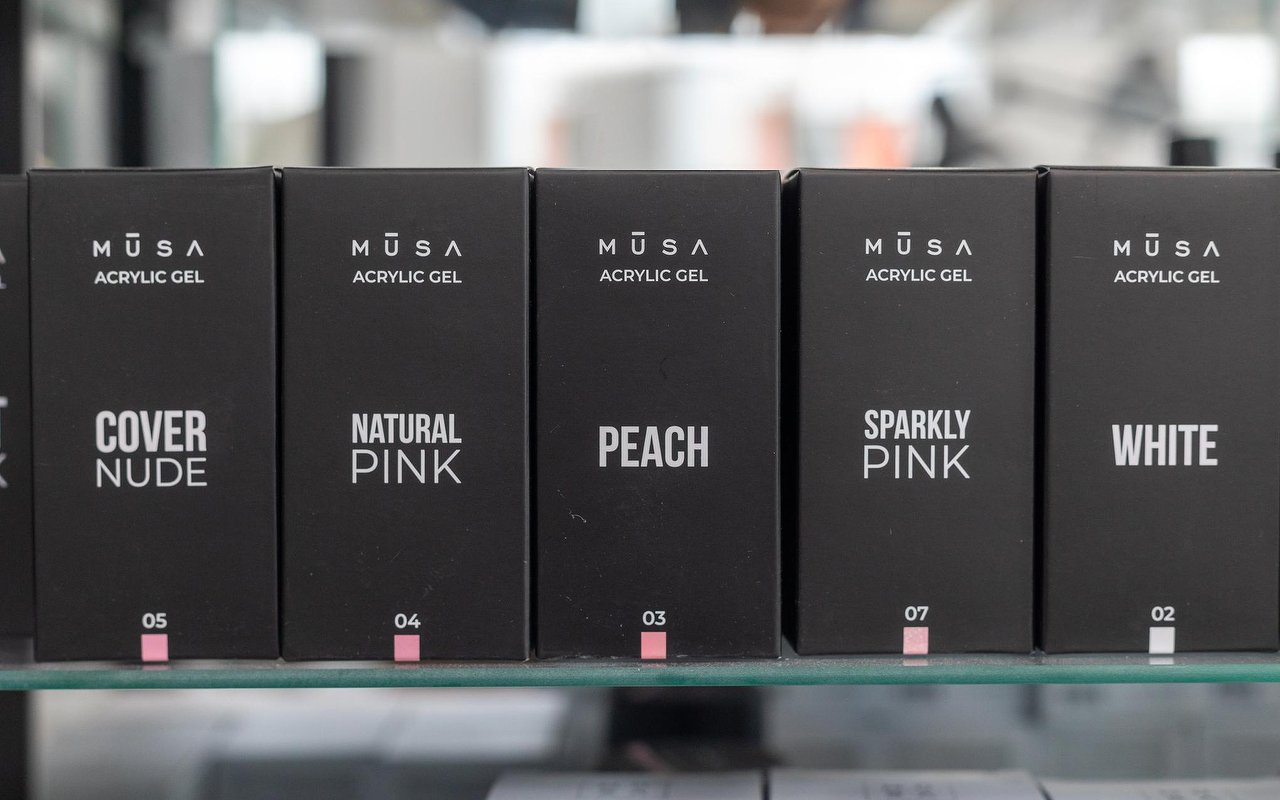 MŪSA
ACRYLIC GEL
COVER
NUDE
05
MŪSA
ACRYLIC GEL
NATURAL
PINK
04
MŪSA
ACRYLIC GEL
PEACH
03
MŪSA
ACRYLIC GEL
SPARKLY
PINK
07
MŪSA
ACRYLIC GEL
WHITE
02